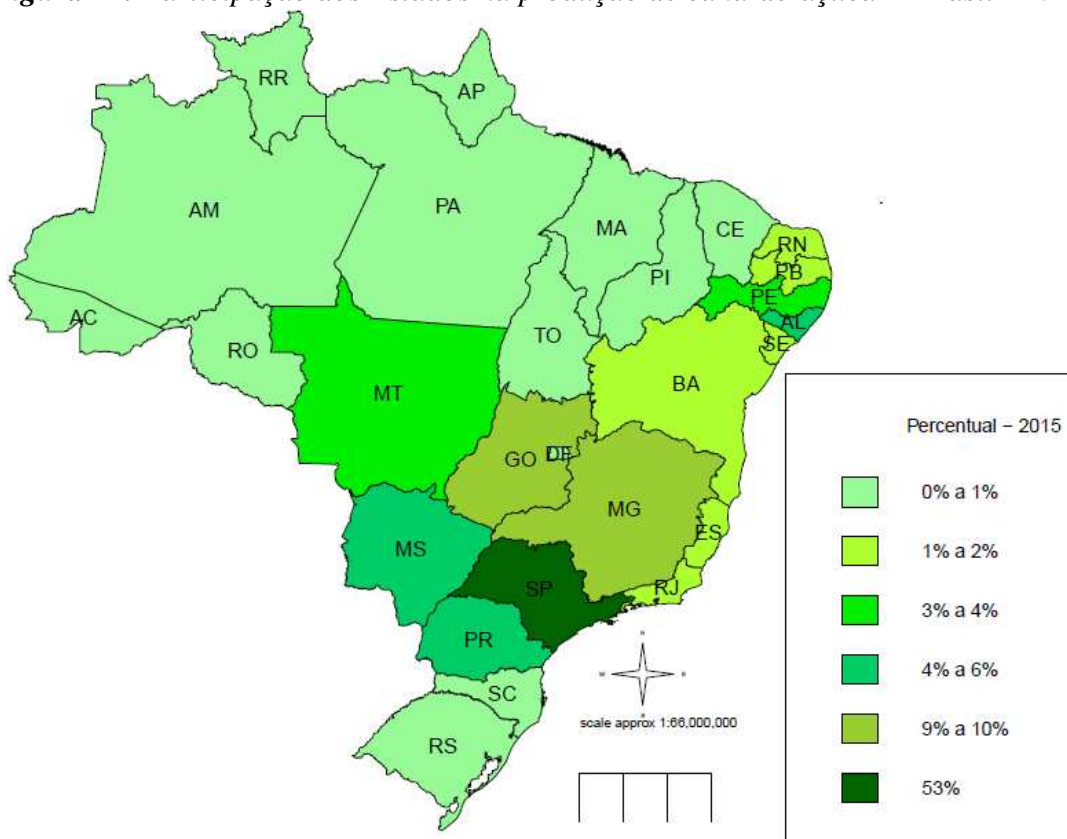 RR
AP
AM
PA
MA
CE
RN
PB
PI
PE
AL
SE
AC
RO
TO
BA
MT
GO
DF
MG
MS
ES
SP
RJ
PR
SC
RS
N
W
scale approx 1:66,000,000
Percentual – 2015
0% a 1%
1% a 2%
3% a 4%
4% a 6%
9% a 10%
53%